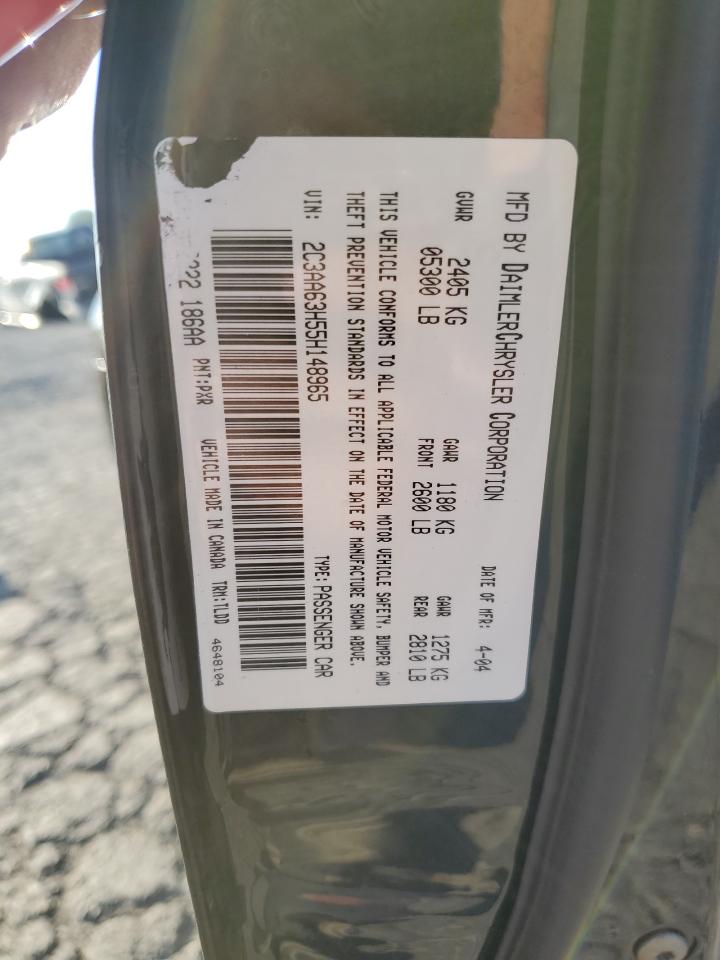 MFD BY DAIMLERCHRYSLER CORPORATION DATE OF MFR: 4-04
GVWR 2405 KG GAWR 1180 KG GAWR 1275 KG
05300 LB FRONT 2600 LB REAR 2810 LB
THIS VEHICLE CONFORMS TO ALL APPLICABLE FEDERAL MOTOR VEHICLE SAFETY, BUMPER AND
THEFT PREVENTION STANDARDS IN EFFECT ON THE DATE OF MANUFACTURE SHOWN ABOVE.
VIN: 2C3AA63H55H148965 TYPE: PASSENGER CAR
186AA PNT:PXR VEHICLE MADE IN CANADA TRM:TLDD
4648104